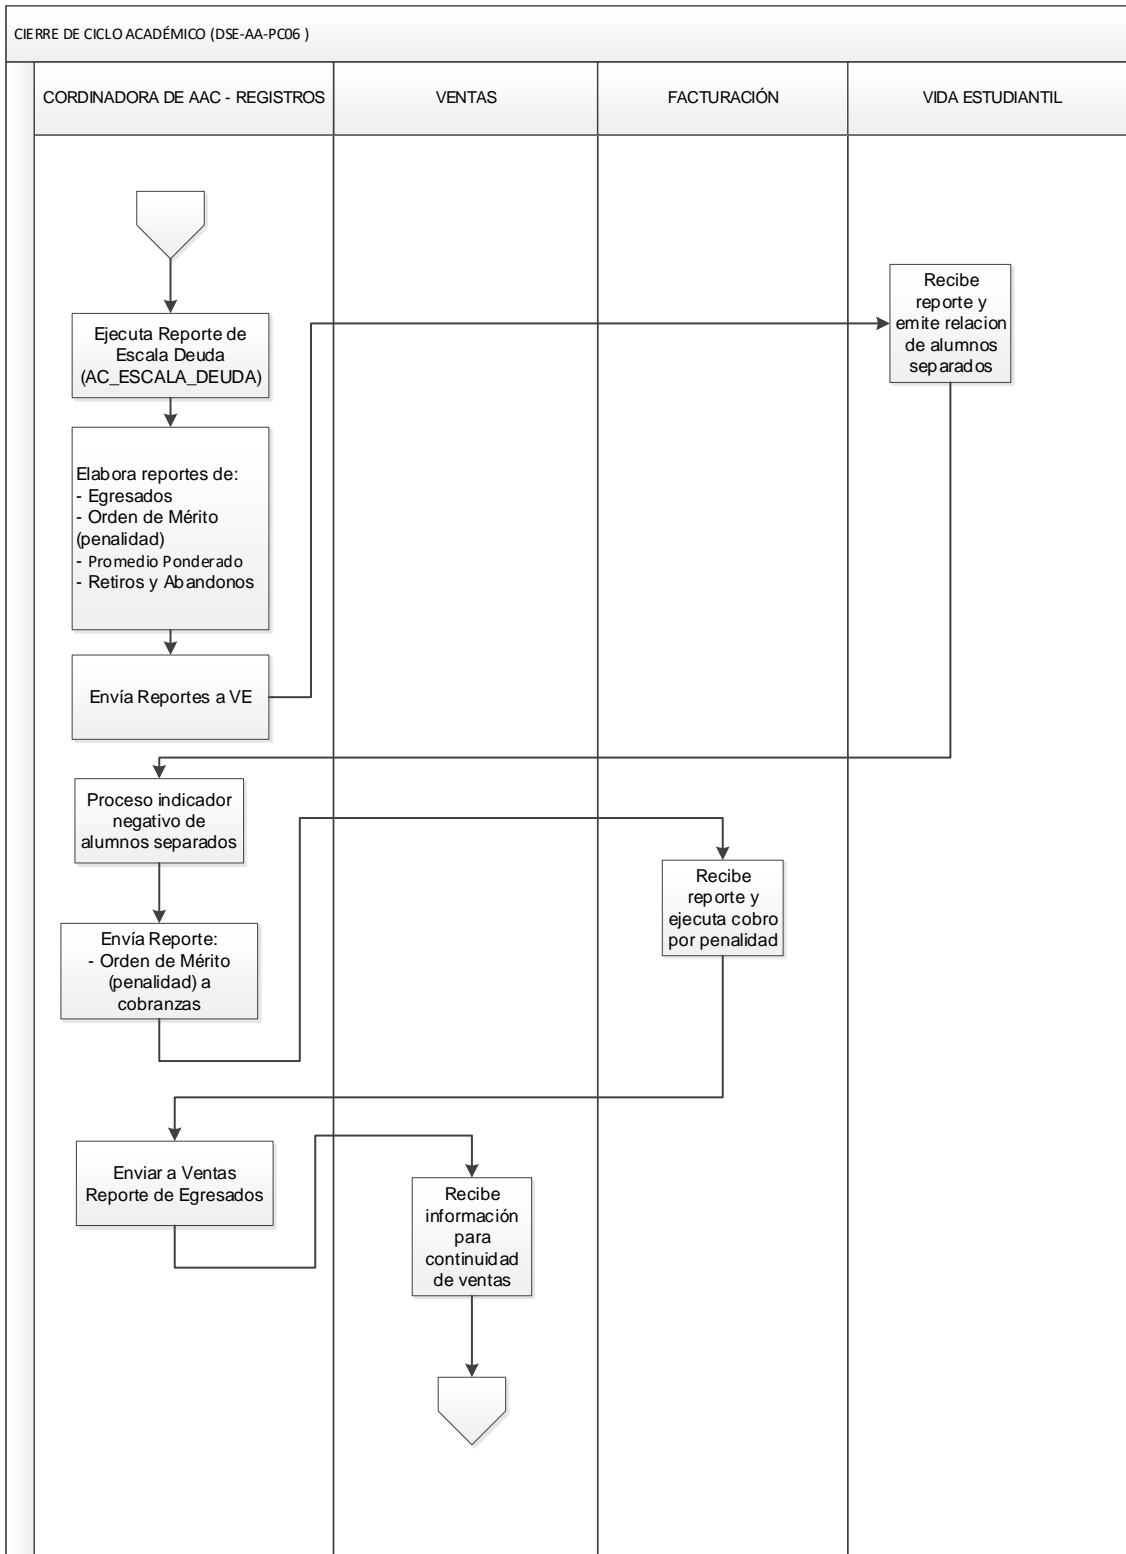 CIERRE DE CICLO ACADÉMICO (DSE-AA-PC06 )
CORDINADORA DE AAC - REGISTROS
VENTAS
FACTURACIÓN
VIDA ESTUDIANTIL
Ejecuta Reporte de
Escala Deuda
(AC_ESCALA_DEUDA)
Recibe
reporte y
emite relacion
de alumnos
separados
Elabora reportes de:
- Egresados
- Orden de Mérito
(penalidad)
- Promedio Ponderado
- Retiros y Abandonos
Envía Reportes a VE
Proceso indicador
negativo de
alumnos separados
Recibe
reporte y
ejecuta cobro
por penalidad
Envía Reporte:
- Orden de Mérito
(penalidad) a
cobranzas
Enviar a Ventas
Reporte de Egresados
Recibe
información
para
continuidad
de ventas